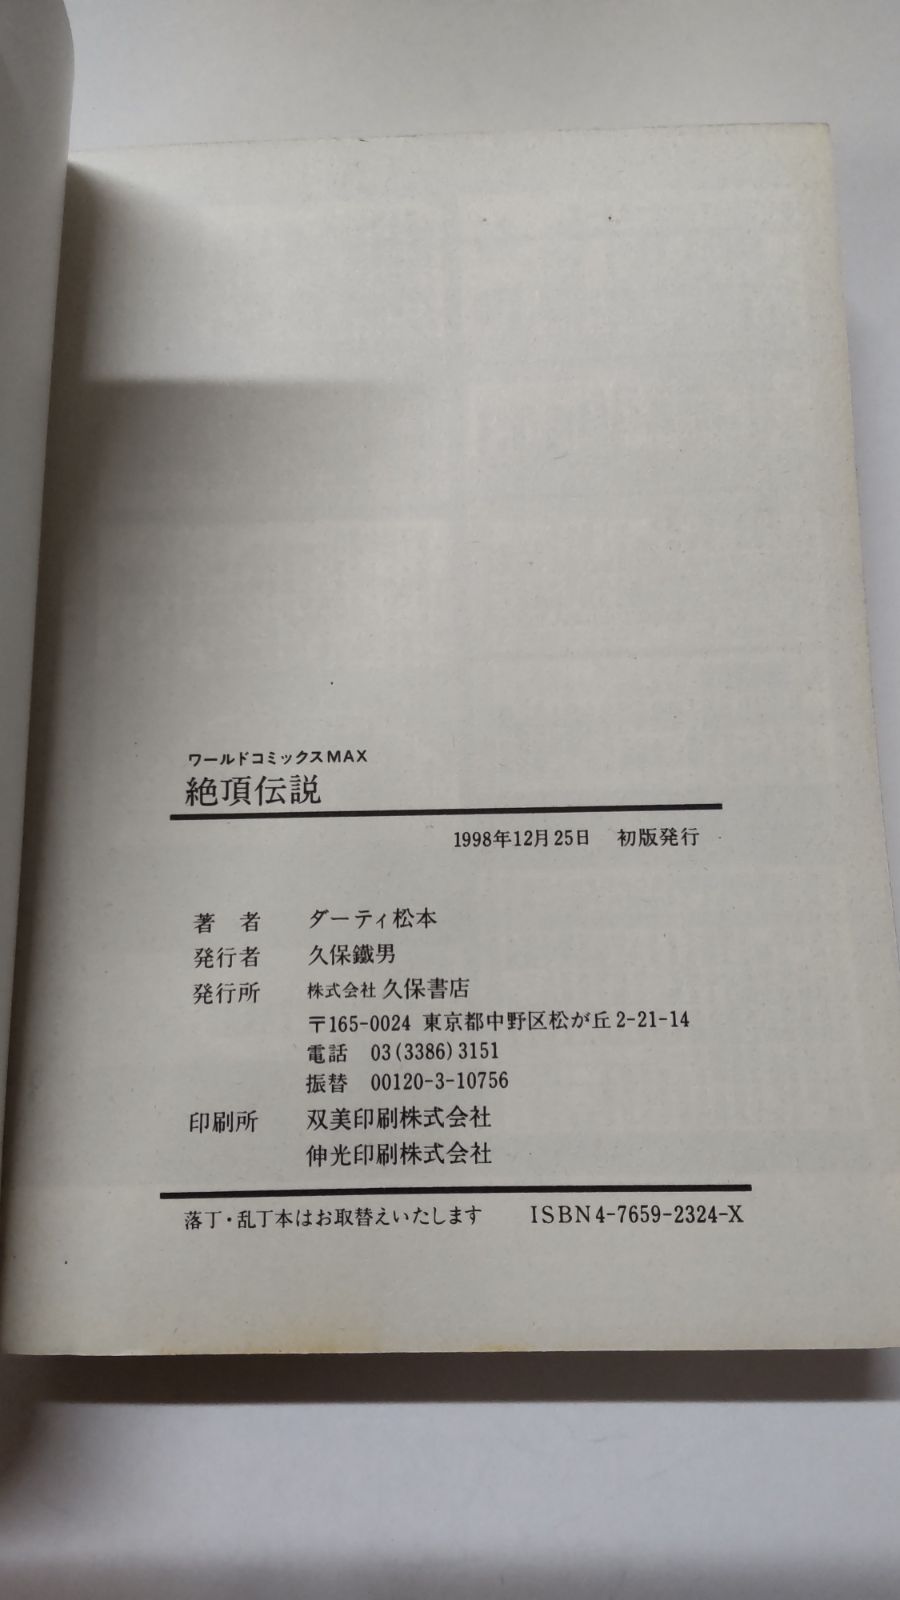 ワールドコミックスMAX
絶頂伝説
1998年12月25日　初版発行
著　者　ダーティ松本
発行者　久保鐵男
発行所　株式会社 久保書店
〒165-0024 東京都中野区松が丘2-21-14
電話　03(3386)3151
振替　00120-3-10756
印刷所　双美印刷株式会社
伸光印刷株式会社
落丁・乱丁本はお取替えいたします　ISBN4-7659-2324-X